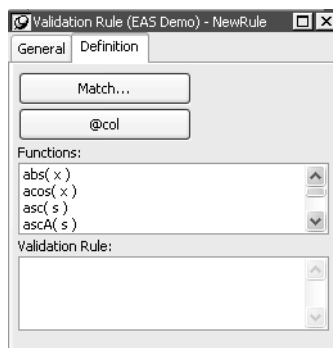 Validation Rule (EAS Demo) - NewRule
General Definition
Match...
@col
Functions:
abs( x )
acos( x )
asc( s )
ascA( s )
Validation Rule: